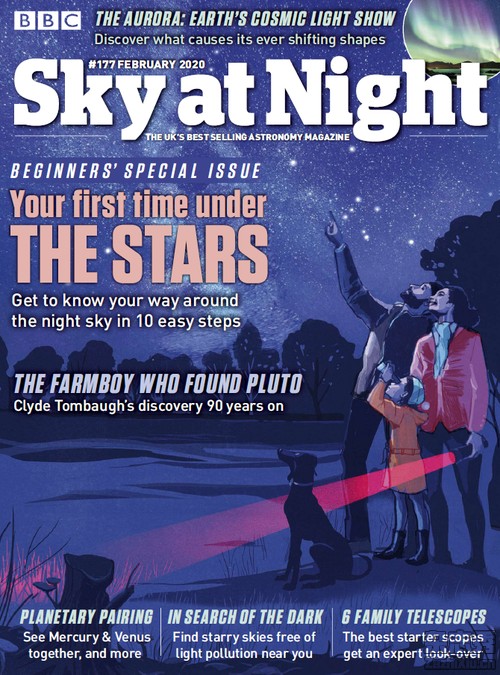 BBC
THE AURORA: EARTH'S COSMIC LIGHT SHOW
Discover what causes its ever shifting shapes
#177 FEBRUARY 2020
Sky at Night
THE UK'S BEST SELLING ASTRONOMY MAGAZINE
BEGINNERS' SPECIAL ISSUE
Your first time under
THE STARS
Get to know your way around
the night sky in 10 easy steps
THE FARMBOY WHO FOUND PLUTO
Clyde Tombaugh's discovery 90 years on
PLANETARY PAIRING
See Mercury & Venus
together, and more
IN SEARCH OF THE DARK
Find starry skies free of
light pollution near you
6 FAMILY TELESCOPES
The best starter scopes
get an expert look-over